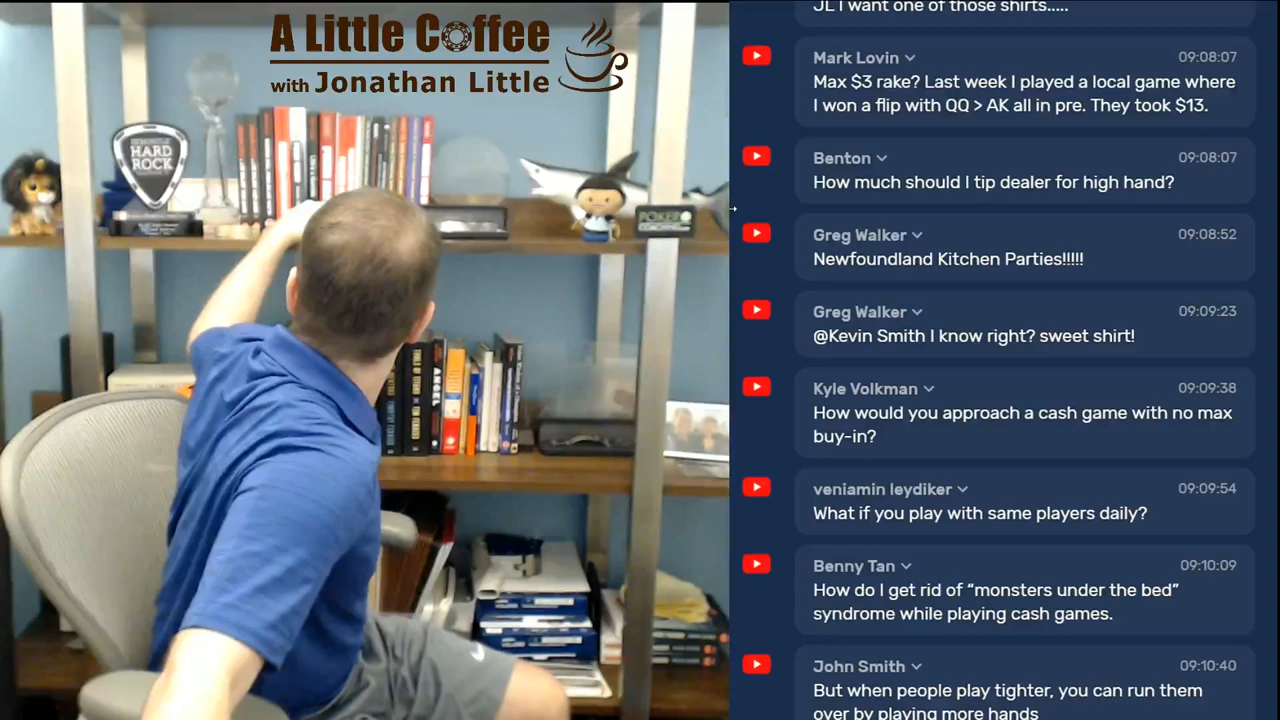 A Little Coffee
with Jonathan Little
HARD
ROCK
POKER
COACHING
ANGEL
JL I want one of those shirts.....
Mark Lovin 09:08:07
Max $3 rake? Last week I played a local game where
I won a flip with QQ > AK all in pre. They took $13.
Benton 09:08:07
How much should I tip dealer for high hand?
Greg Walker 09:08:52
Newfoundland Kitchen Parties!!!!!
Greg Walker 09:09:23
@Kevin Smith I know right? sweet shirt!
Kyle Volkman 09:09:38
How would you approach a cash game with no max
buy-in?
veniamin leydiker 09:09:54
What if you play with same players daily?
Benny Tan 09:10:09
How do I get rid of “monsters under the bed”
syndrome while playing cash games.
John Smith 09:10:40
But when people play tighter, you can run them
over by playing more hands